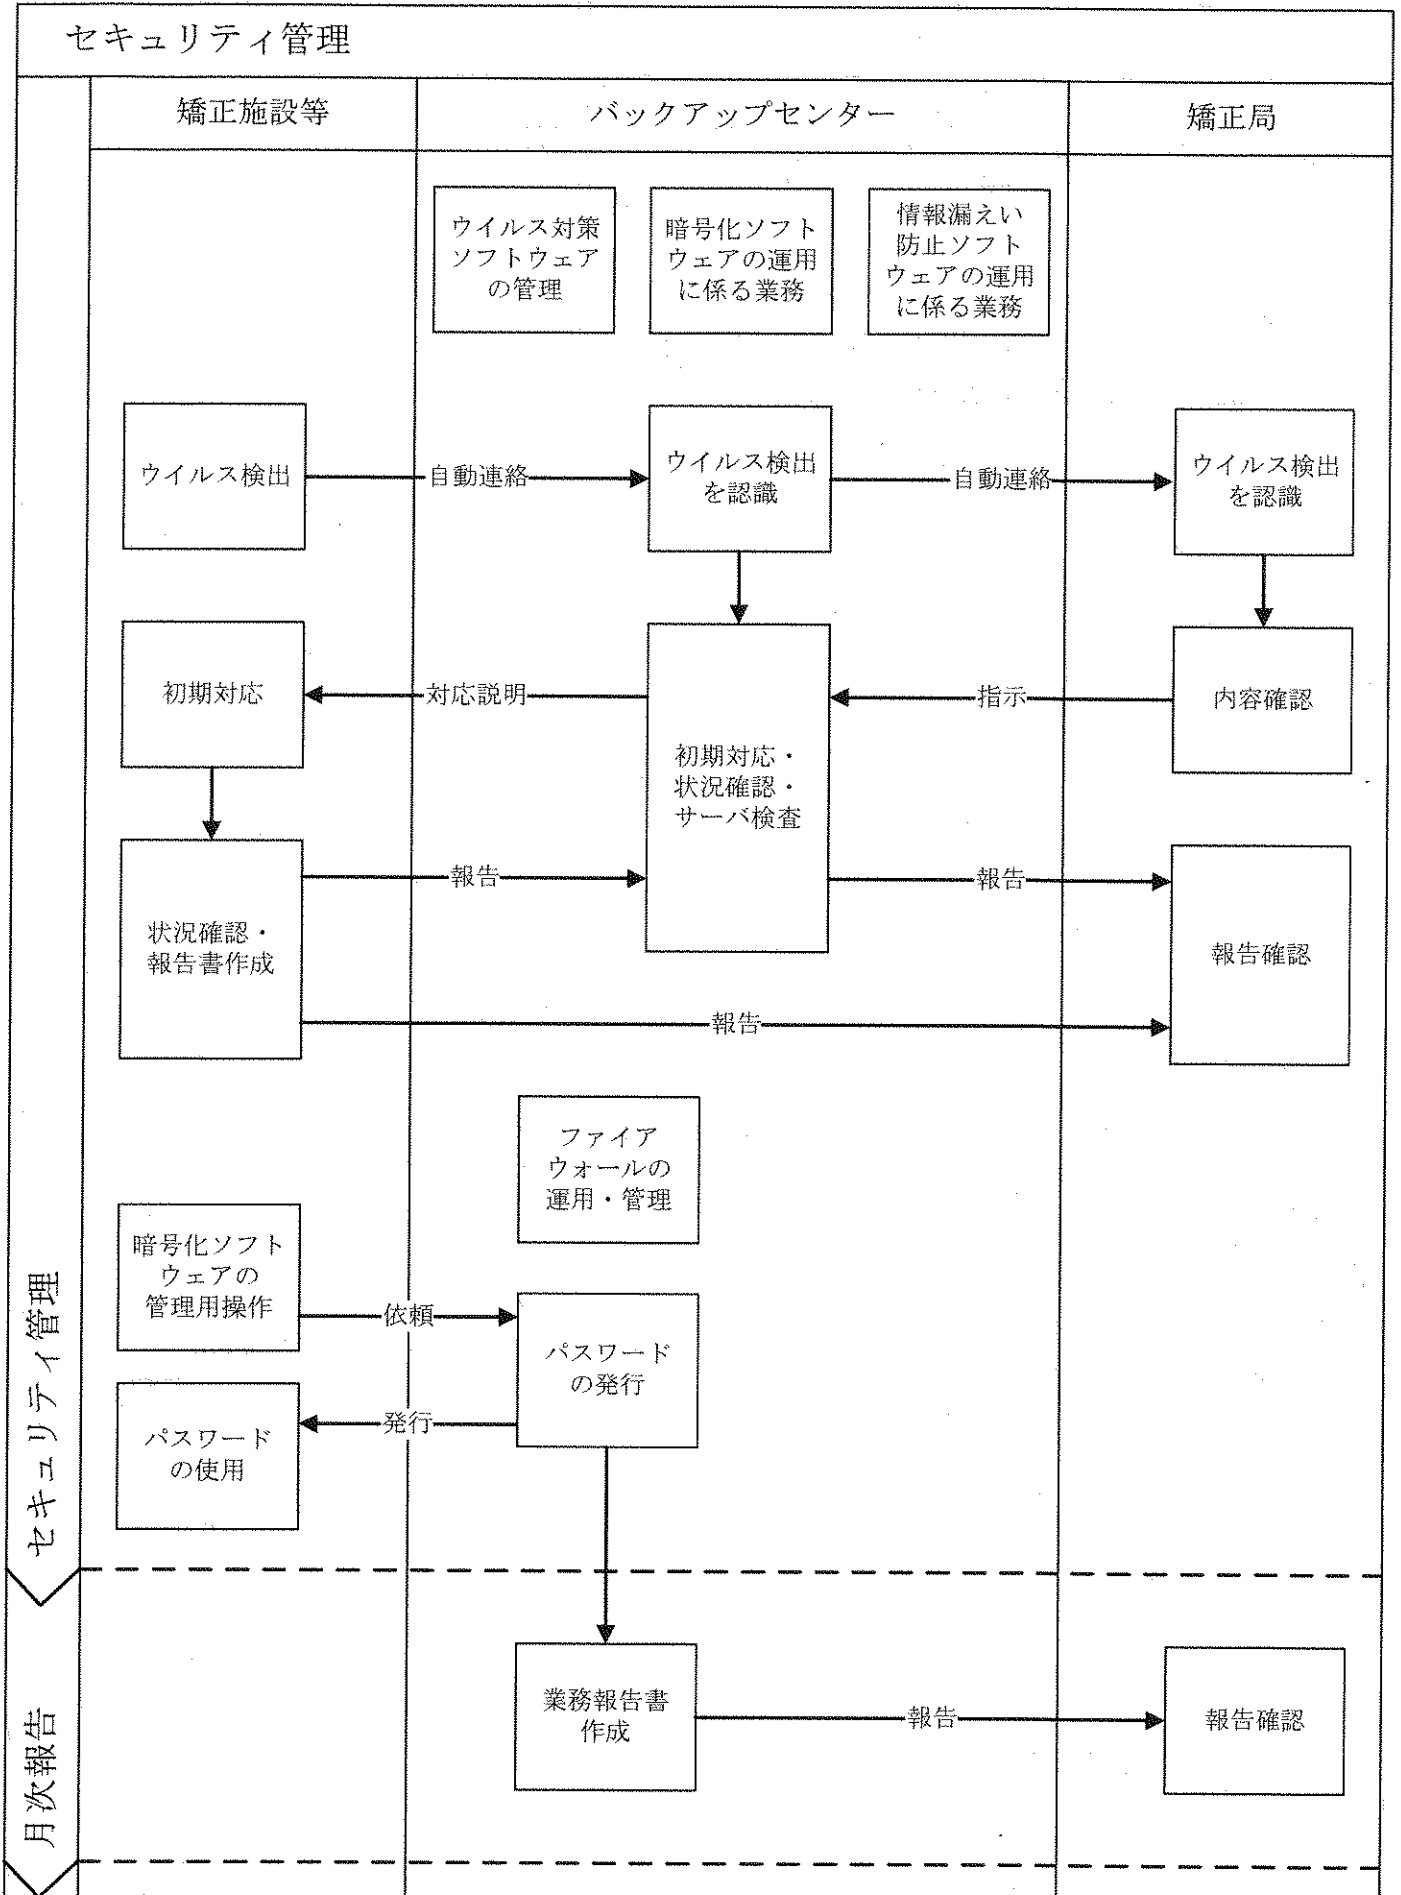 セキュリティ管理
矯正施設等
バックアップセンター
矯正局
ウイルス対策
ソフトウェア
の管理
暗号化ソフト
ウェアの運用
に係る業務
情報漏えい
防止ソフト
ウェアの運用
に係る業務
ウイルス検出
自動連絡
ウイルス検出
を認識
自動連絡
ウイルス検出
を認識
初期対応
対応説明
初期対応・
状況確認・
サーバ検査
指示
内容確認
状況確認・
報告書作成
報告
報告
報告確認
報告
ファイア
ウォールの
運用・管理
暗号化ソフト
ウェアの
管理用操作
依頼
パスワード
の発行
発行
パスワード
の使用
セキュリティ管理
業務報告書
作成
報告
報告確認
月次報告